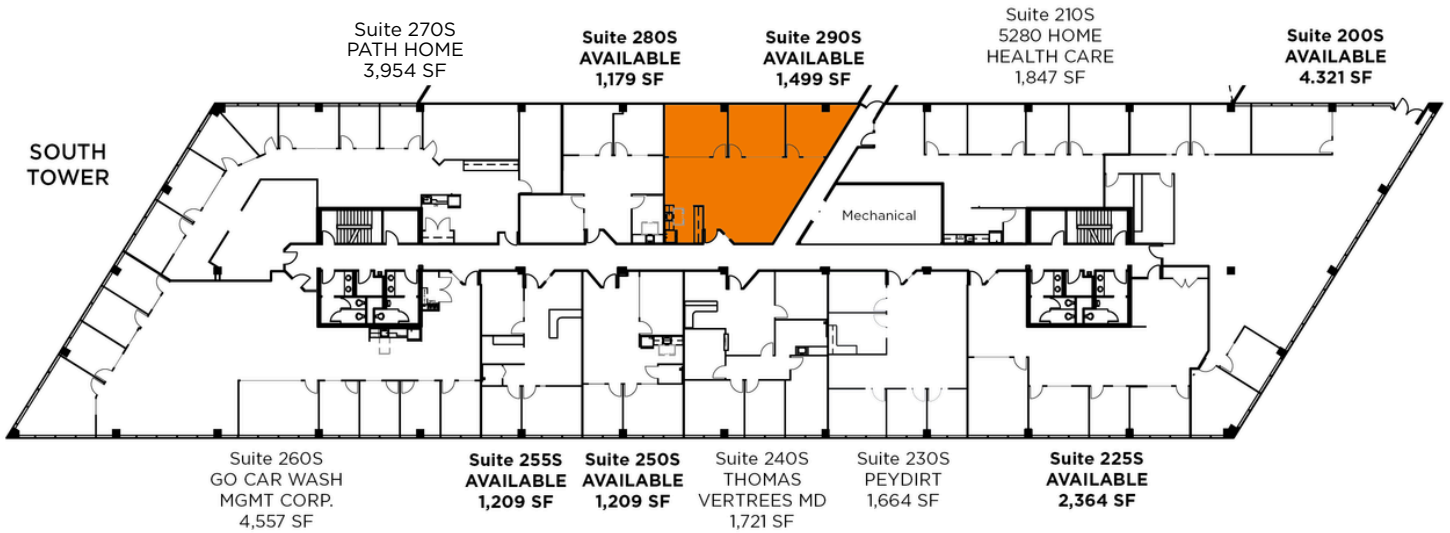 Suite 270S
PATH HOME
3,954 SF
Suite 280S
AVAILABLE
1,179 SF
Suite 290S
AVAILABLE
1,499 SF
Suite 210S
5280 HOME
HEALTH CARE
1,847 SF
Suite 200S
AVAILABLE
4.321 SF
SOUTH
TOWER
Mechanical
Suite 260S
GO CAR WASH
MGMT CORP.
4,557 SF
Suite 255S
AVAILABLE
1,209 SF
Suite 250S
AVAILABLE
1,209 SF
Suite 240S
THOMAS
VERTREES MD
1,721 SF
Suite 230S
PEYDIRT
1,664 SF
Suite 225S
AVAILABLE
2,364 SF